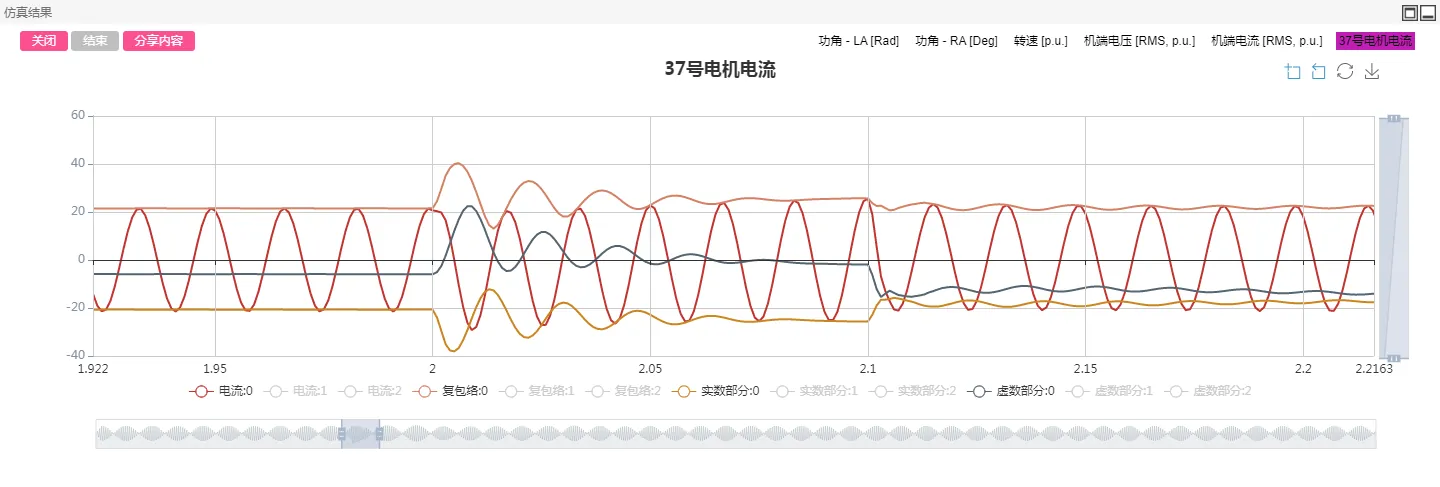 仿真结果
关闭 结束 分享内容 功角 - LA [Rad] 功角 - RA [Deg] 转速 [p.u.] 机端电压 [RMS, p.u.] 机端电流 [RMS, p.u.] 37号电机电流
37号电机电流
60
40
20
0
-20
-40
1.922 1.95 2 2.05 2.1 2.15 2.2 2.2163
电流:0 电流:1 电流:2 复包络:0 复包络:1 复包络:2 实数部分:0 实数部分:1 实数部分:2 虚数部分:0 虚数部分:1 虚数部分:2